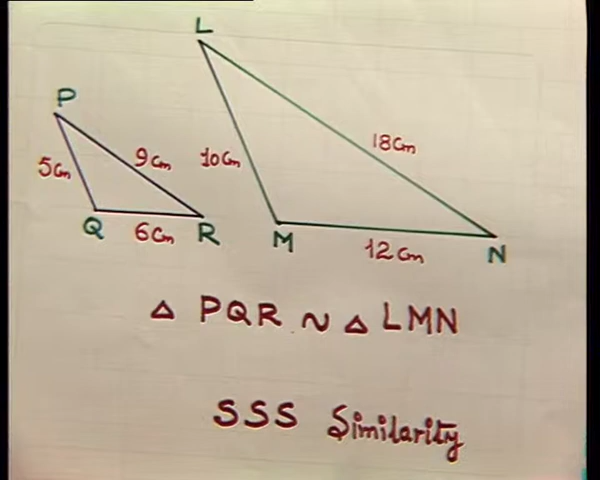 L
P
5cm
9cm
10cm
18cm
Q
6cm
R
M
12cm
N
△ PQR ~ △ LMN
SSS Similarity